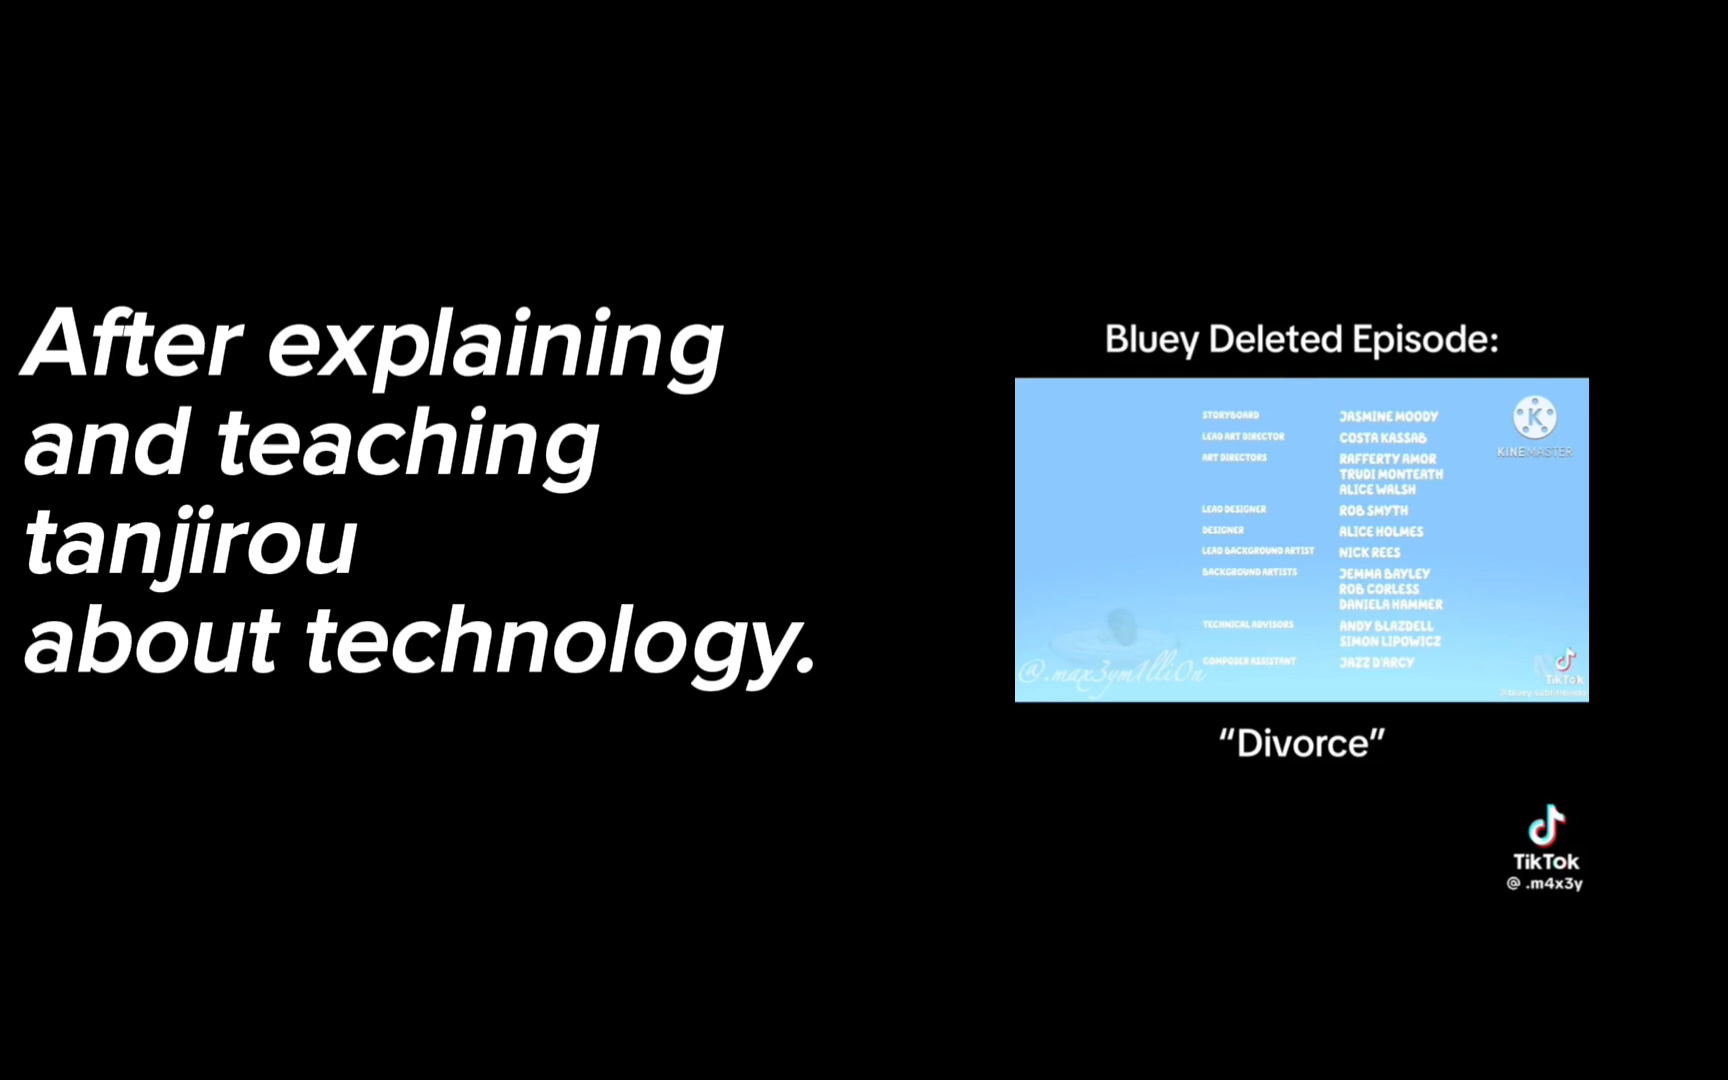 After explaining
and teaching
tanjirou
about technology.
Bluey Deleted Episode:
STORYBOARD JASMINE MOODY
LEAD ART DIRECTOR COSTA KASSAB
ART DIRECTORS RAFFERTY AMOR
TRUDI MONTEATH
ALICE WALSH
LEAD DESIGNER ROB SMYTH
DESIGNER ALICE HOLMES
LEAD BACKGROUND ARTIST NICK REES
BACKGROUND ARTISTS JEMMA BAYLEY
ROB CORLESS
DANIELA HAMMER
TECHNICAL ADVISORS ANDY BLAZDELL
SIMON LIPOWICZ
COMPOSER ASSISTANT JAZZ D'ARCY
K
KINEMASTER
@.max3ym1lli0n
TikTok
“Divorce”
TikTok
@ .m4x3y